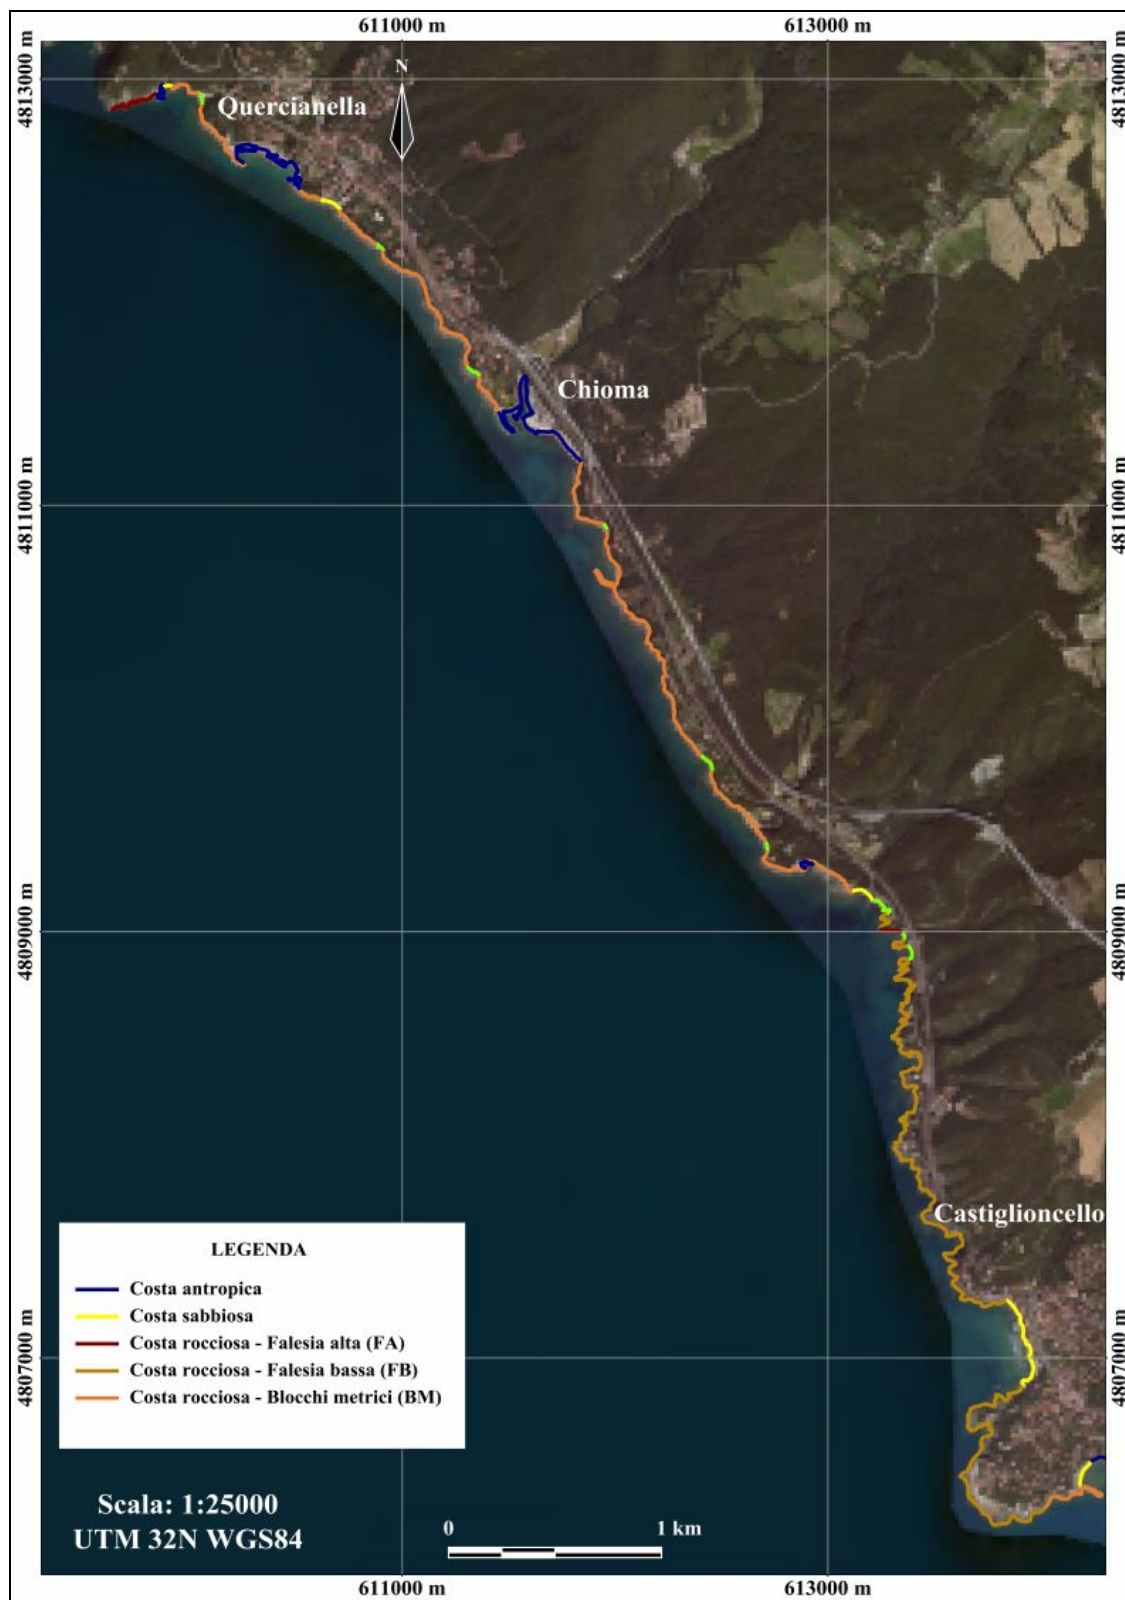 611000 m
613000 m
4813000 m
4813000 m
N
Quercianella
Chioma
4811000 m
4811000 m
4809000 m
4809000 m
Castiglioncello
LEGENDA
Costa antropica
Costa sabbiosa
Costa rocciosa - Falesia alta (FA)
Costa rocciosa - Falesia bassa (FB)
Costa rocciosa - Blocchi metrici (BM)
4807000 m
4807000 m
Scala: 1:25000
UTM 32N WGS84
0
1 km
611000 m
613000 m